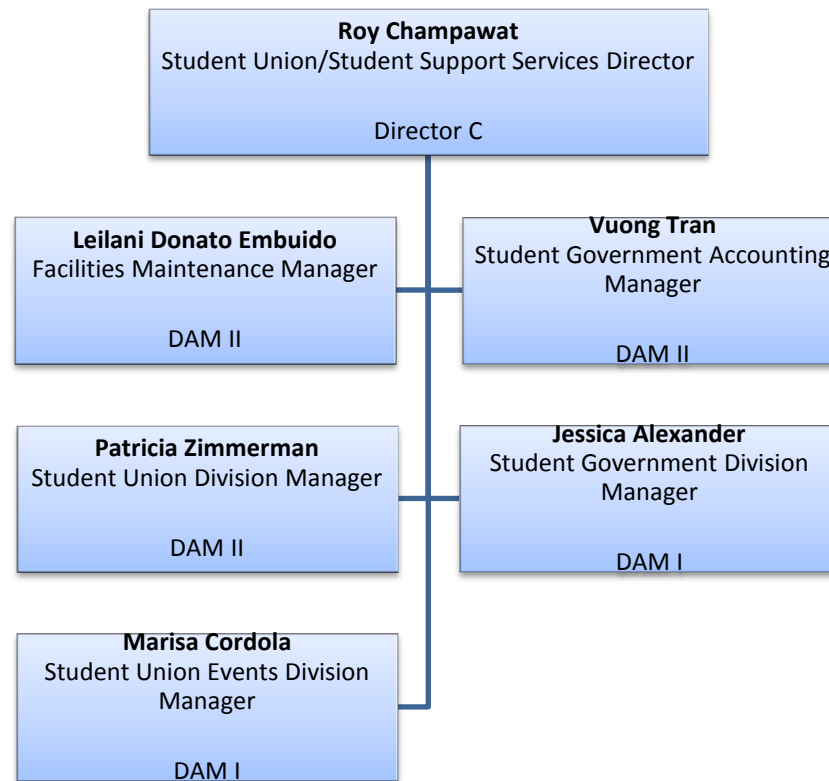 Roy Champawat
Student Union/Student Support Services Director
Director C
Leilani Donato Embuido
Facilities Maintenance Manager
DAM II
Vuong Tran
Student Government Accounting
Manager
DAM II
Patricia Zimmerman
Student Union Division Manager
DAM II
Jessica Alexander
Student Government Division
Manager
DAM I
Marisa Cordola
Student Union Events Division
Manager
DAM I